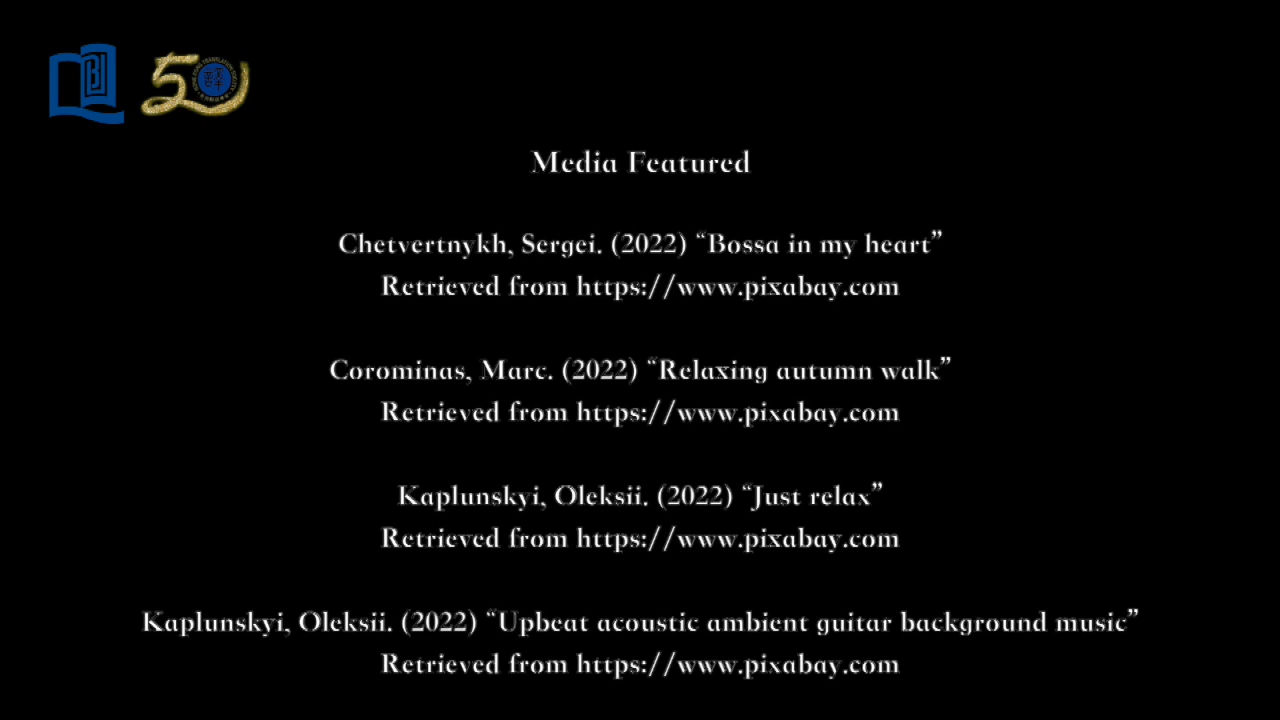 50
Media Featured
Chetvertnykh, Sergei. (2022) “Bossa in my heart”
Retrieved from https://www.pixabay.com
Corominas, Marc. (2022) “Relaxing autumn walk”
Retrieved from https://www.pixabay.com
Kaplunskyi, Oleksii. (2022) “Just relax”
Retrieved from https://www.pixabay.com
Kaplunskyi, Oleksii. (2022) “Upbeat acoustic ambient guitar background music”
Retrieved from https://www.pixabay.com